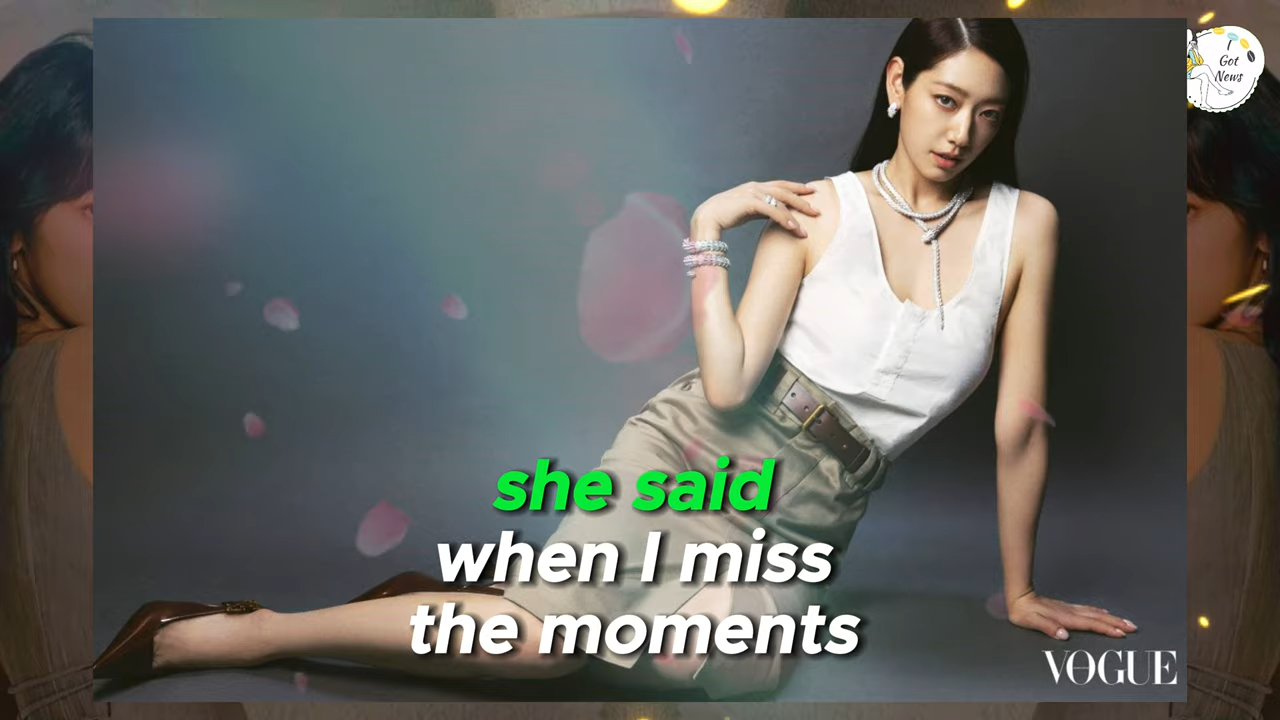 I
Got
News
she said
when I miss
the moments
VOGUE